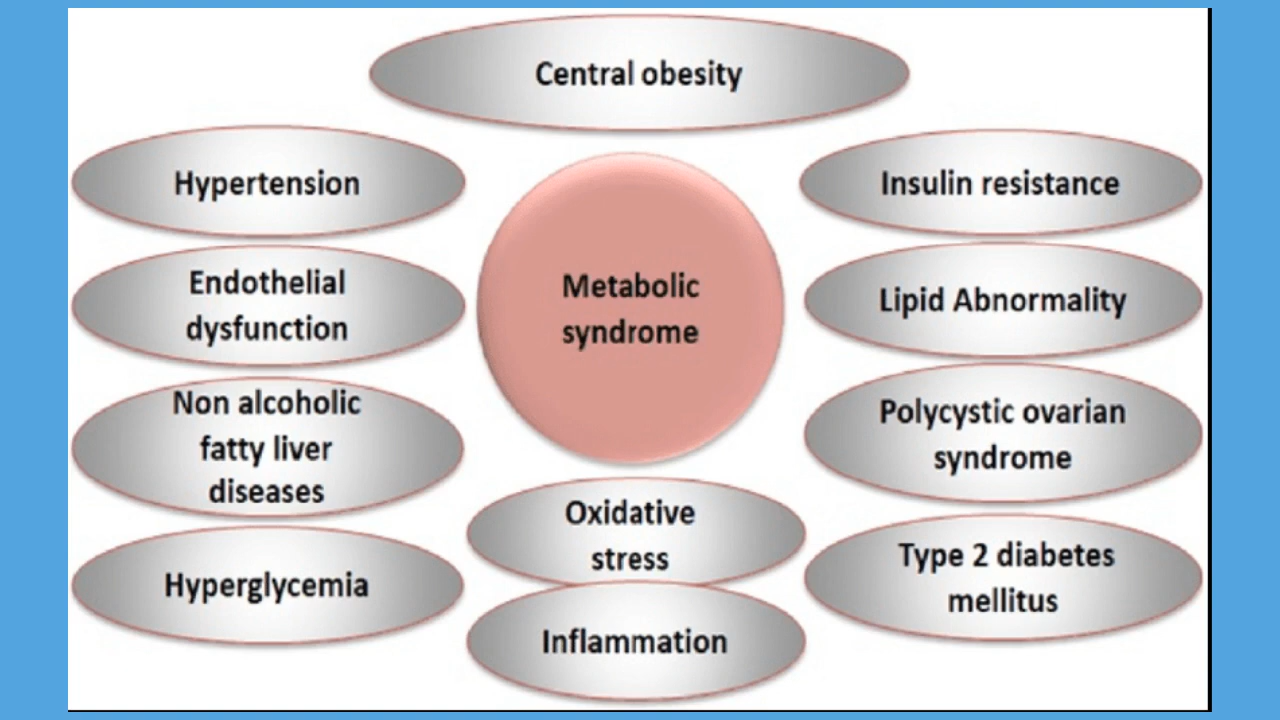 Central obesity
Hypertension
Insulin resistance
Endothelial
dysfunction
Metabolic
syndrome
Lipid Abnormality
Non alcoholic
fatty liver
diseases
Polycystic ovarian
syndrome
Oxidative
stress
Hyperglycemia
Type 2 diabetes
mellitus
Inflammation